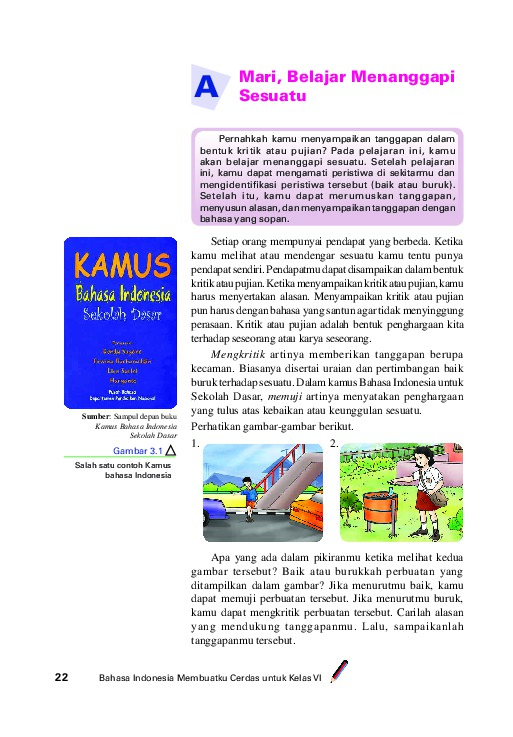 A
Mari, Belajar Menanggapi
Sesuatu
Pernahkah kamu menyampaikan tanggapan dalam
bentuk kritik atau pujian? Pada pelajaran ini, kamu
akan belajar menanggapi sesuatu. Setelah pelajaran
ini, kamu dapat mengamati peristiwa di sekitarmu dan
mengidentifikasi peristiwa tersebut (baik atau buruk).
Setelah itu, kamu dapat merumuskan tanggapan,
menyusun alasan, dan menyampaikan tanggapan dengan
bahasa yang sopan.
KAMUS
Bahasa Indonesia
Sekolah Dasar
Pusat Bahasa
Departemen Pendidikan Nasional
Sumber: Sampul depan buku
Kamus Bahasa Indonesia
Sekolah Dasar
Gambar 3.1
Salah satu contoh Kamus
bahasa Indonesia
Setiap orang mempunyai pendapat yang berbeda. Ketika
kamu melihat atau mendengar sesuatu kamu tentu punya
pendapat sendiri. Pendapatmu dapat disampaikan dalam bentuk
kritik atau pujian. Ketika menyampaikan kritik atau pujian, kamu
harus menyertakan alasan. Menyampaikan kritik atau pujian
pun harus dengan bahasa yang santun agar tidak menyinggung
perasaan. Kritik atau pujian adalah bentuk penghargaan kita
terhadap seseorang atau karya seseorang.
Mengkritik artinya memberikan tanggapan berupa
kecaman. Biasanya disertai uraian dan pertimbangan baik
buruk terhadap sesuatu. Dalam kamus Bahasa Indonesia untuk
Sekolah Dasar, memuji artinya menyatakan penghargaan
yang tulus atas kebaikan atau keunggulan sesuatu.
Perhatikan gambar-gambar berikut.
1.
2.
Apa yang ada dalam pikiranmu ketika melihat kedua
gambar tersebut? Baik atau burukkah perbuatan yang
ditampilkan dalam gambar? Jika menurutmu baik, kamu
dapat memuji perbuatan tersebut. Jika menurutmu buruk,
kamu dapat mengkritik perbuatan tersebut. Carilah alasan
yang mendukung tanggapanmu. Lalu, sampaikanlah
tanggapanmu tersebut.
22
Bahasa Indonesia Membuatku Cerdas untuk Kelas VI